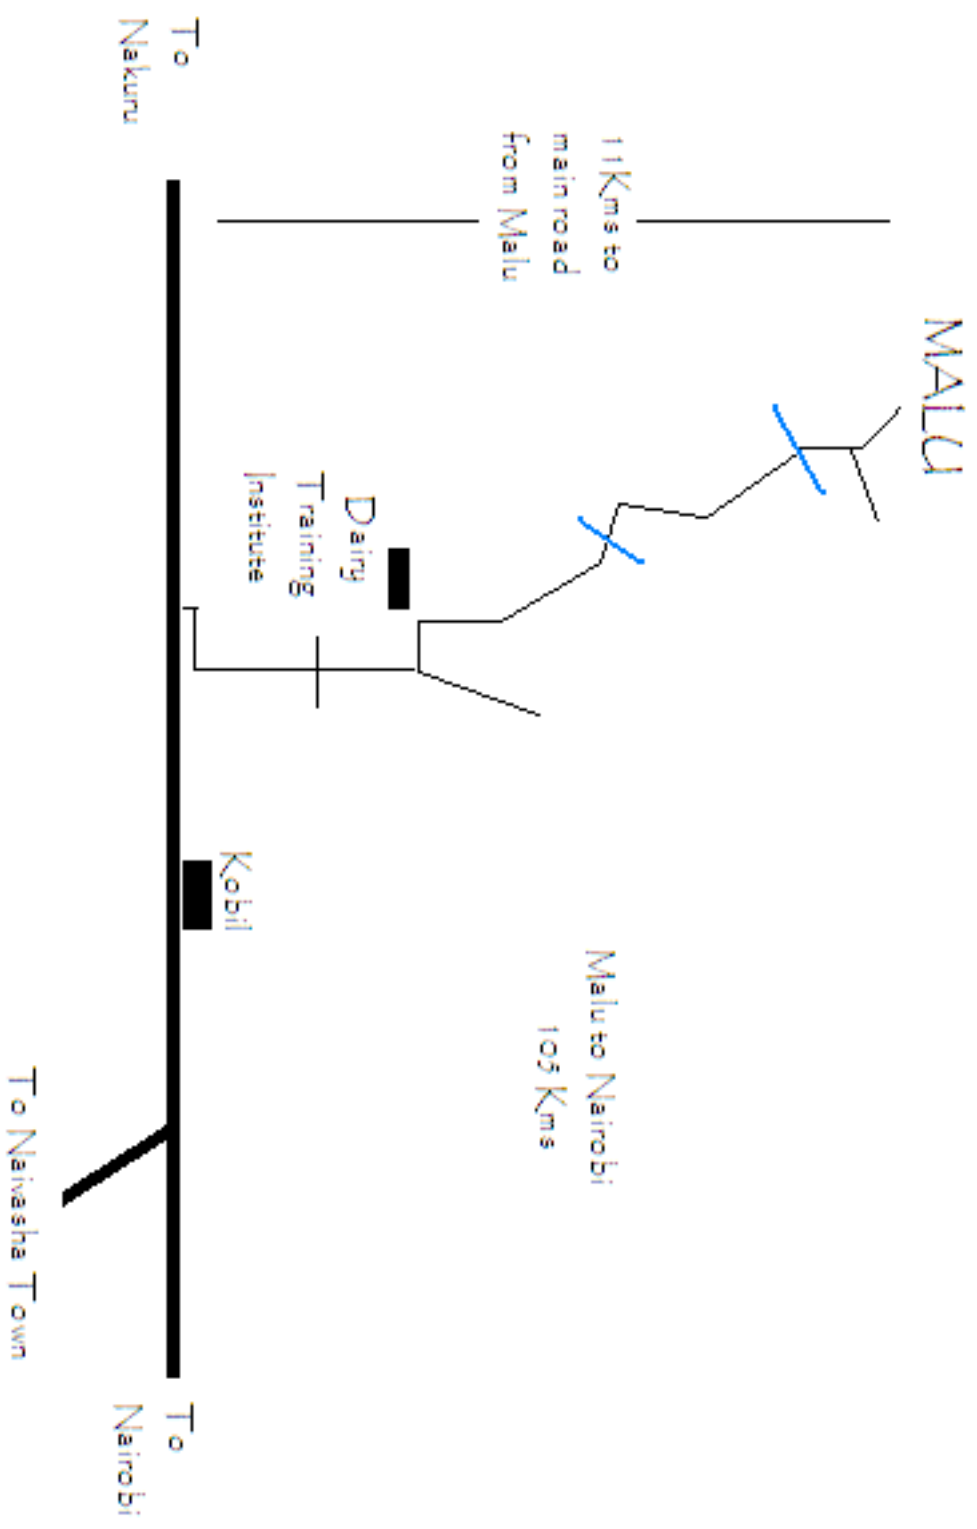 MALU
11Kms to
main road
from Malu
Malu to Nairobi
105 Kms
Dairy
Training
Institute
Kobil
To
Nakuru
To
Nairobi
To Naivasha Town